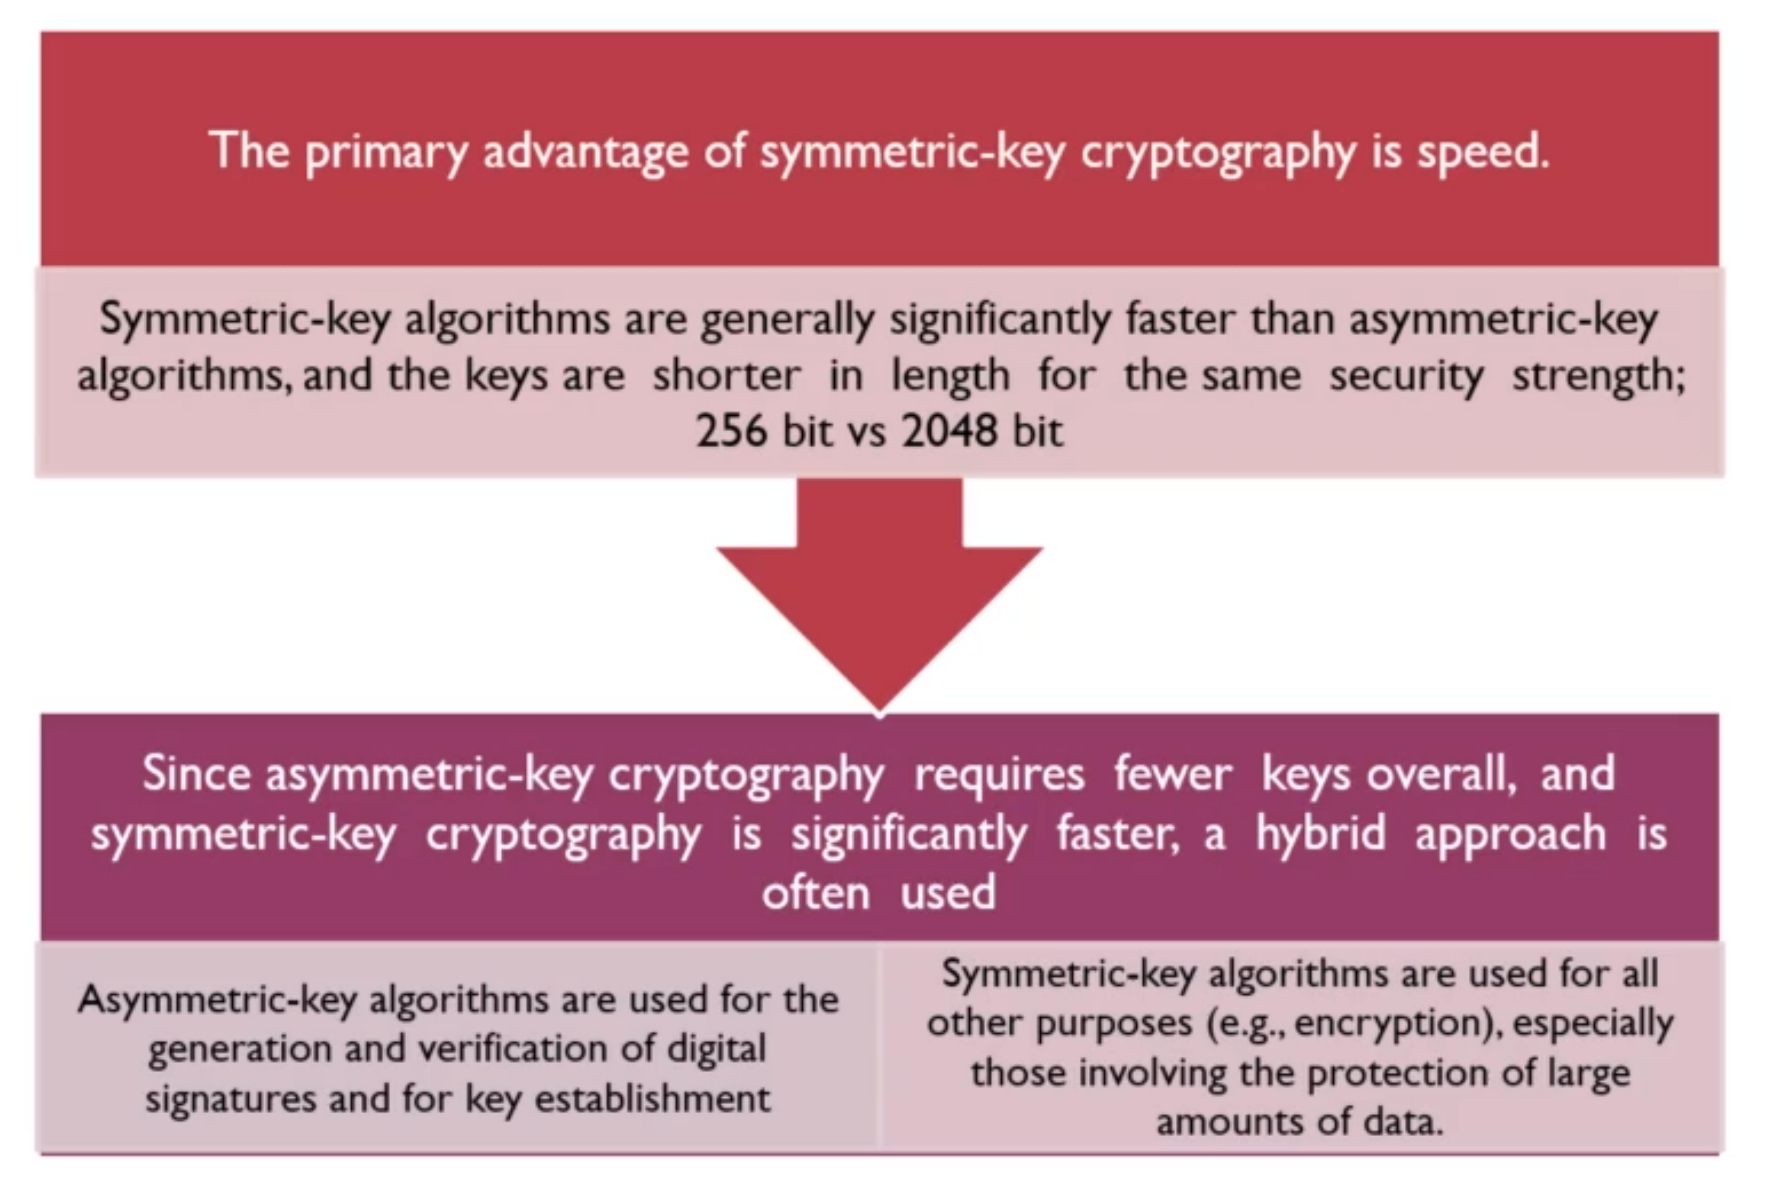 The primary advantage of symmetric-key cryptography is speed.
Symmetric-key algorithms are generally significantly faster than asymmetric-key
algorithms, and the keys are shorter in length for the same security strength;
256 bit vs 2048 bit
Since asymmetric-key cryptography requires fewer keys overall, and
symmetric-key cryptography is significantly faster, a hybrid approach is
often used
Asymmetric-key algorithms are used for the
generation and verification of digital
signatures and for key establishment
Symmetric-key algorithms are used for all
other purposes (e.g., encryption), especially
those involving the protection of large
amounts of data.